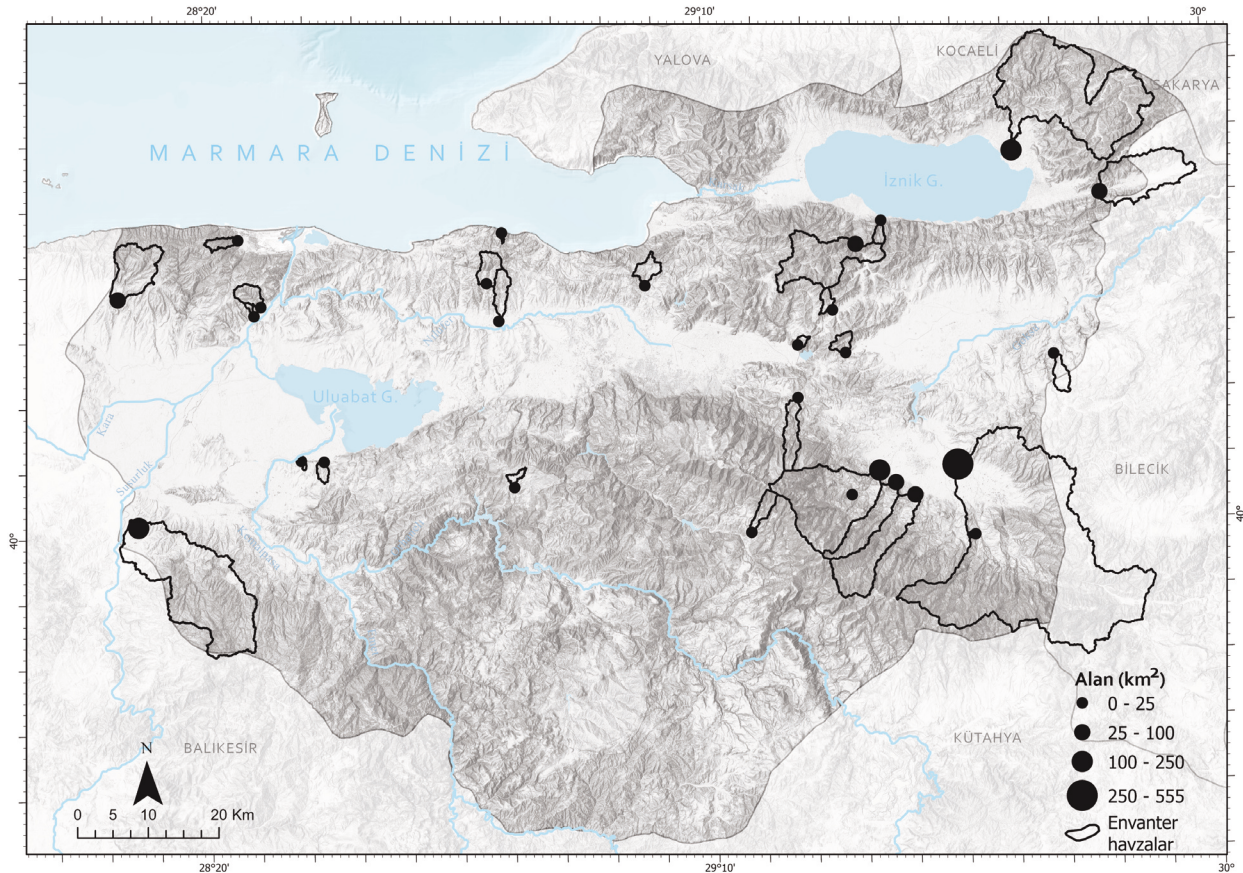 28°20'
29°10'
30°
YALOVA
KOCAELİ
SAKARYA
MARMARA DENİZİ
İznik G.
Uluabat G.
Kara
Susurluk
BİLECİK
40°
40°
BALIKESİR
KÜTAHYA
N
0 5 10 20 Km
Alan (km²)
0 - 25
25 - 100
100 - 250
250 - 555
Envanter
havzalar
28°20'
29°10'
30°